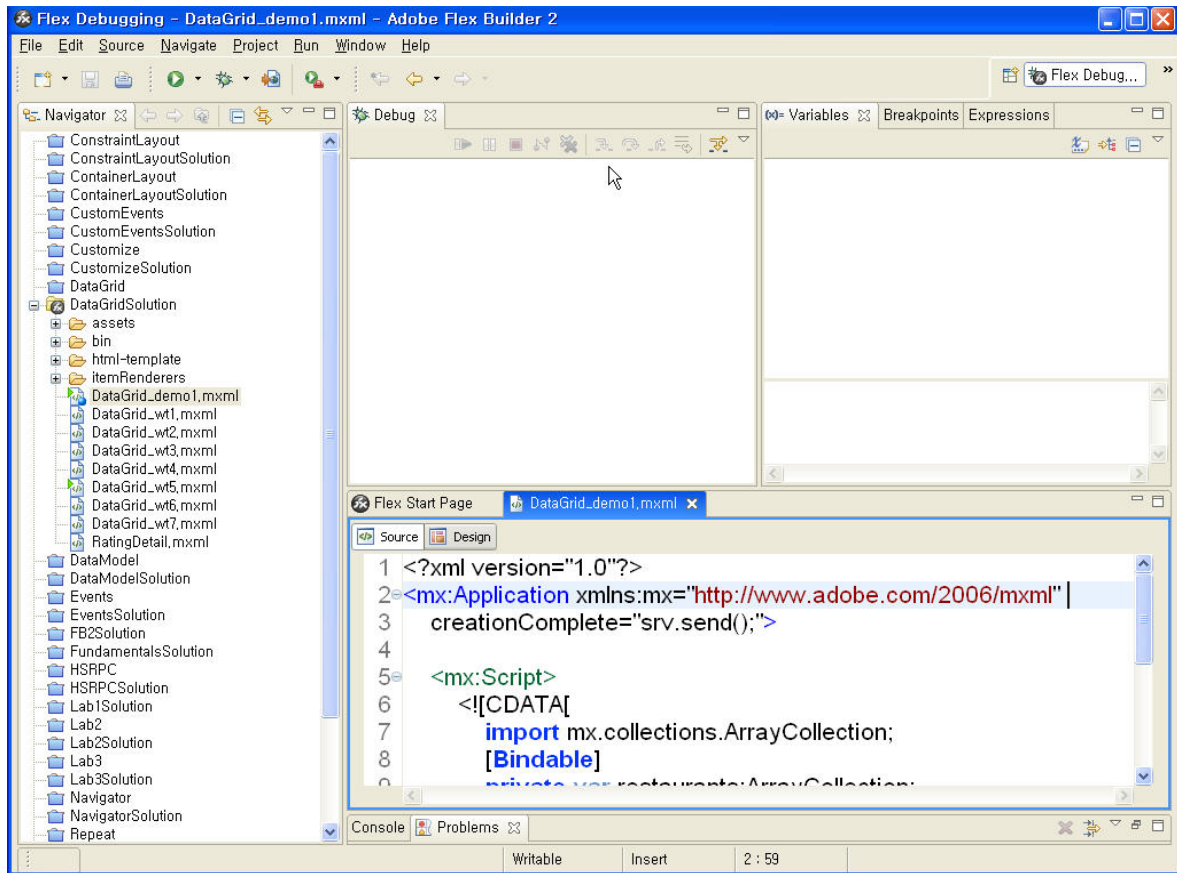 Flex Debugging - DataGrid_demo1.mxml - Adobe Flex Builder 2
File Edit Source Navigate Project Run Window Help
Flex Debug... »
Navigator
ConstraintLayout
ConstraintLayoutSolution
ContainerLayout
ContainerLayoutSolution
CustomEvents
CustomEventsSolution
Customize
CustomizeSolution
DataGrid
DataGridSolution
assets
bin
html-template
itemRenderers
DataGrid_demo1.mxml
DataGrid_wt1.mxml
DataGrid_wt2.mxml
DataGrid_wt3.mxml
DataGrid_wt4.mxml
DataGrid_wt5.mxml
DataGrid_wt6.mxml
DataGrid_wt7.mxml
RatingDetail.mxml
DataModel
DataModelSolution
Events
EventsSolution
FB2Solution
FundamentalsSolution
HSRPC
HSRPCSolution
Lab1Solution
Lab2
Lab2Solution
Lab3
Lab3Solution
Navigator
NavigatorSolution
Repeat
Debug
(x)= Variables Breakpoints Expressions
Flex Start Page DataGrid_demo1.mxml
Source Design
1 <?xml version="1.0"?>
2 <mx:Application xmlns:mx="http://www.adobe.com/2006/mxml"
3 creationComplete="srv.send();">
4
5 <mx:Script>
6 <![CDATA[
7 import mx.collections.ArrayCollection;
8 [Bindable]
9 private var restaurants:ArrayCollection;
Console Problems
Writable Insert 2 : 59